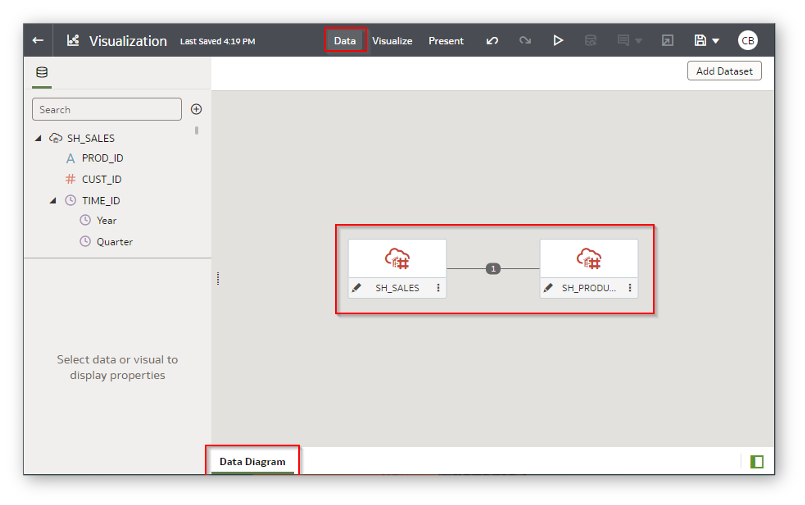 Visualization
Last Saved 4:19 PM
Data
Visualize
Present
CB
Add Dataset
Search
SH_SALES
A PROD_ID
# CUST_ID
TIME_ID
Year
Quarter
SH_SALES
1
SH_PRODU...
Select data or visual to
display properties
Data Diagram